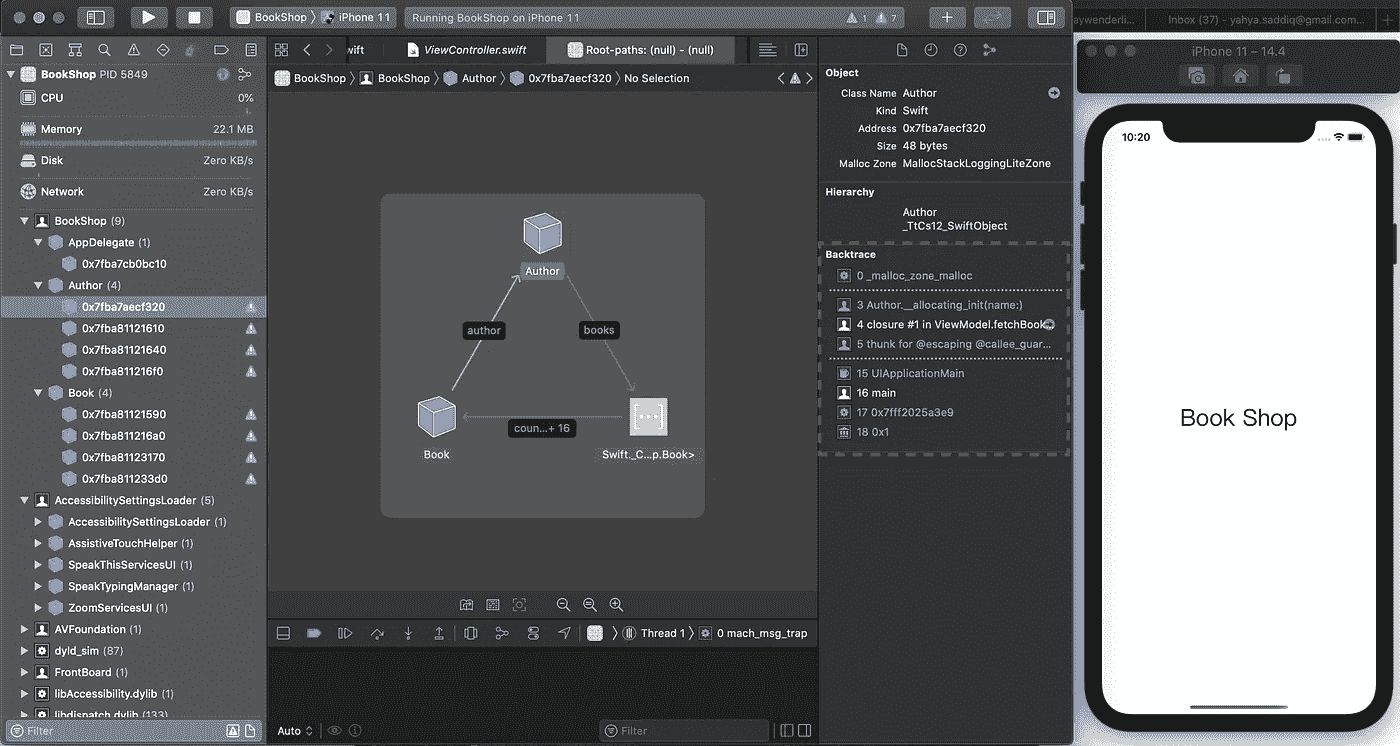 BookShop
iPhone 11
Running BookShop on iPhone 11
1
7
aywenderli...
Inbox (37) - yahya.saddiq@gmail.com...
wift
ViewController.swift
Root-paths: (null) - (null)
iPhone 11 – 14.4
BookShop PID 5849
CPU
0%
Memory
22.1 MB
Disk
Zero KB/s
Network
Zero KB/s
BookShop (9)
AppDelegate (1)
0x7fba7cb0bc10
Author (4)
0x7fba7aecf320
0x7fba81121610
0x7fba81121640
0x7fba811216f0
Book (4)
0x7fba81121590
0x7fba811216a0
0x7fba81123170
0x7fba811233d0
AccessibilitySettingsLoader (5)
AccessibilitySettingsLoader (1)
AssistiveTouchHelper (1)
SpeakThisServicesUI (1)
SpeakTypingManager (1)
ZoomServicesUI (1)
AVFoundation (1)
dyld_sim (87)
FrontBoard (1)
libAccessibility.dylib (1)
libdispatch.dylib (133)
Filter
BookShop
BookShop
Author
0x7fba7aecf320
No Selection
Author
author
books
coun...+ 16
Book
Swift._C...p.Book>
Thread 1
0 mach_msg_trap
Auto
Filter
Object
Class Name Author
Kind Swift
Address 0x7fba7aecf320
Size 48 bytes
Malloc Zone MallocStackLoggingLiteZone
Hierarchy
Author
_TtCs12_SwiftObject
Backtrace
0 _malloc_zone_malloc
3 Author.__allocating_init(name:)
4 closure #1 in ViewModel.fetchBook
5 thunk for @escaping @callee_guar...
15 UIApplicationMain
16 main
17 0x7fff2025a3e9
18 0x1
10:20
Book Shop